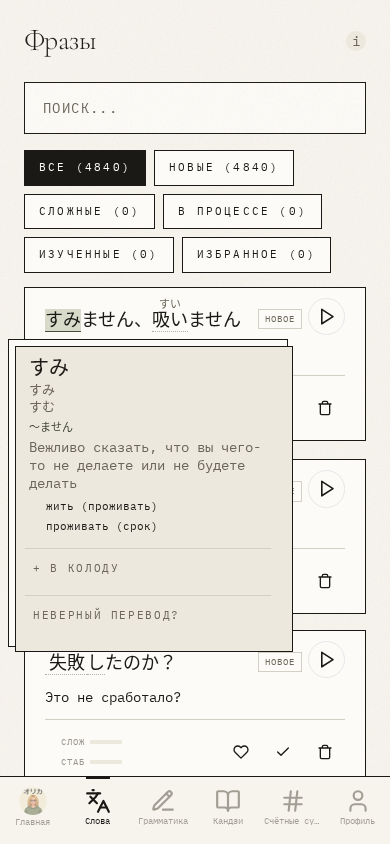 Фразы
i
ПОИСК...
ВСЕ (4840)
НОВЫЕ (4840)
СЛОЖНЫЕ (0)
В ПРОЦЕССЕ (0)
ИЗУЧЕННЫЕ (0)
ИЗБРАННОЕ (0)
すい
すみません、吸いません
НОВОЕ
すみ
すみ
すむ
〜ません
Вежливо сказать, что вы чего-
то не делаете или не будете
делать
жить (проживать)
проживать (срок)
+ В КОЛОДУ
НЕВЕРНЫЙ ПЕРЕВОД?
失敗したのか？
НОВОЕ
Это не сработало?
СЛОЖ
СТАБ
オリカ
Главная
Слова
Грамматика
Кандзи
Счётные су…
Профиль